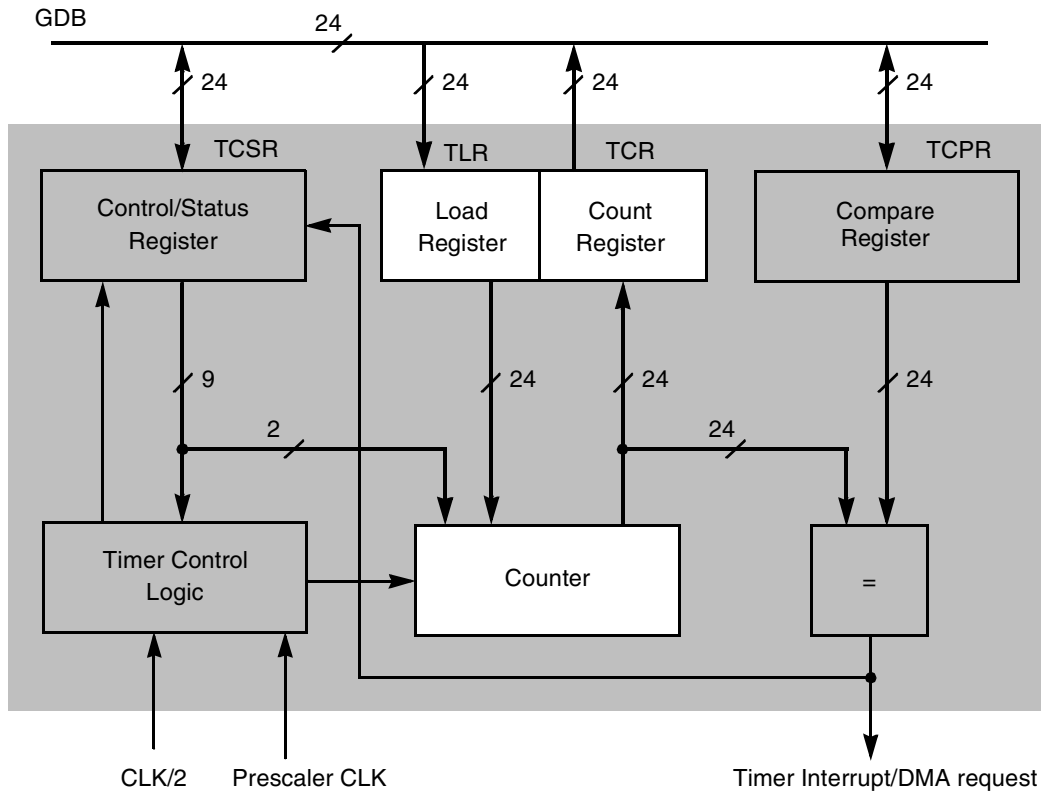 GDB
24
24
24
24
24
TCSR
TLR
TCR
TCPR
Control/Status
Register
Load
Register
Count
Register
Compare
Register
9
24
24
24
2
24
Timer Control
Logic
Counter
=
CLK/2
Prescaler CLK
Timer Interrupt/DMA request